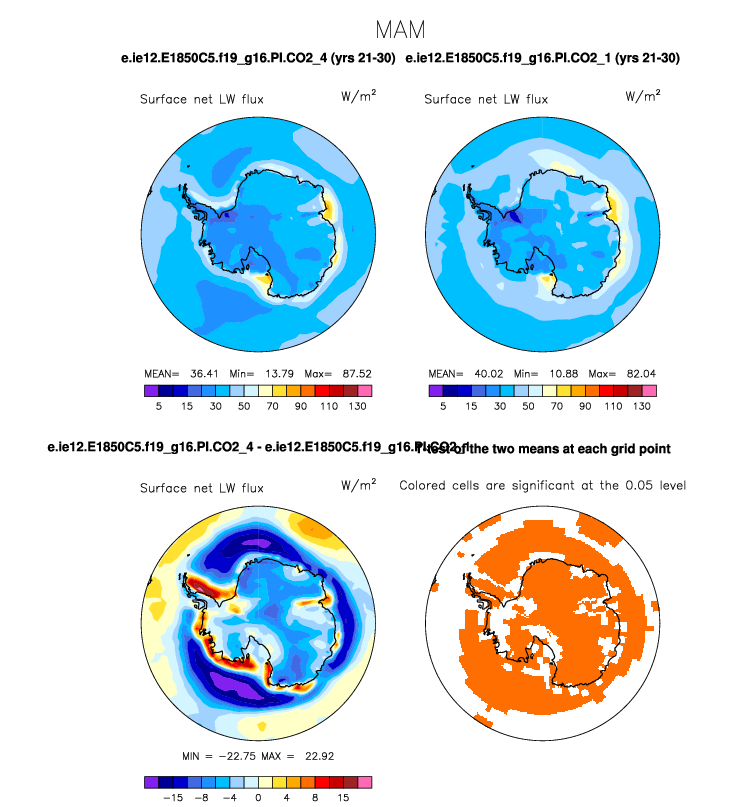 MAM
e.ie12.E1850C5.f19_g16.PI.CO2_4 (yrs 21-30) e.ie12.E1850C5.f19_g16.PI.CO2_1 (yrs 21-30)
Surface net LW flux W/m² Surface net LW flux W/m²
MEAN= 36.41 Min= 13.79 Max= 87.52 MEAN= 40.02 Min= 10.88 Max= 82.04
5 15 30 50 70 90 110 130 5 15 30 50 70 90 110 130
e.ie12.E1850C5.f19_g16.PI.CO2_4 - e.ie12.E1850C5.f19_g16.PI.CO2_1 T-test of the two means at each grid point
Surface net LW flux W/m² Colored cells are significant at the 0.05 level
MIN = -22.75 MAX = 22.92
-15 -8 -4 0 4 8 15